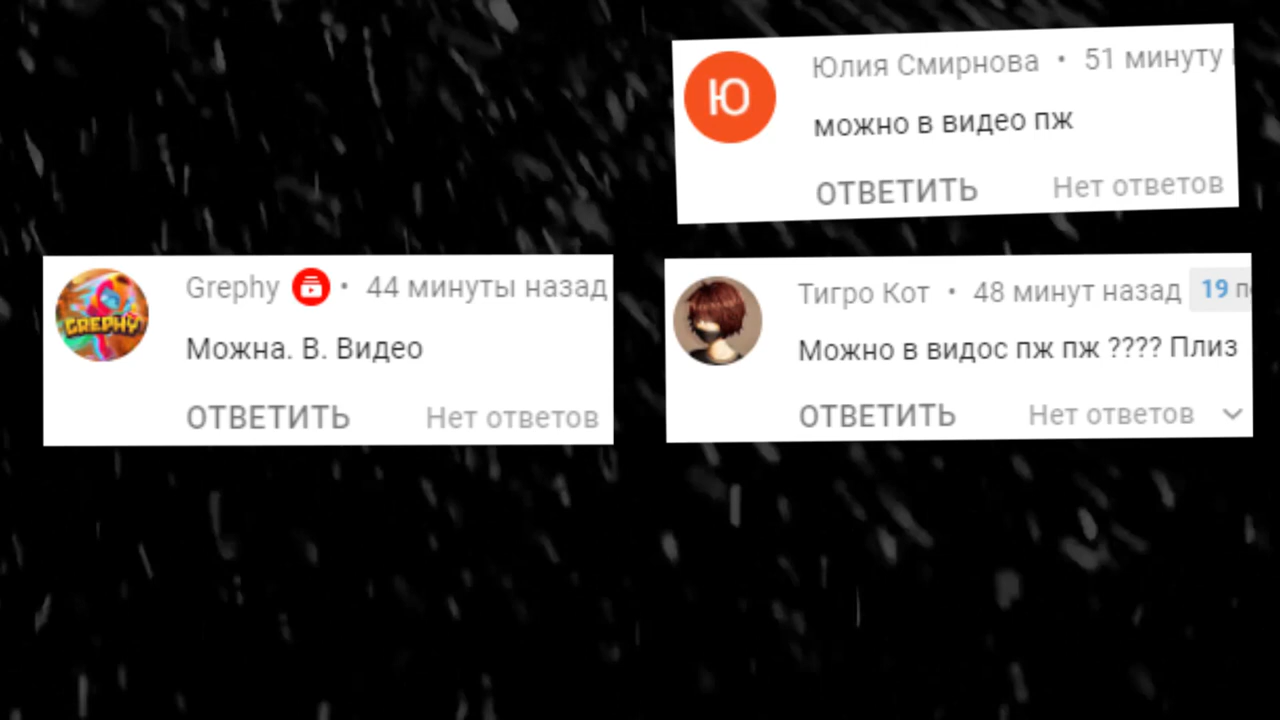 Юлия Смирнова • 51 минуту
можно в видео пж
ОТВЕТИТЬ Нет ответов
GREPHY
Grephy • 44 минуты назад
Можна. В. Видео
ОТВЕТИТЬ Нет ответов
Тигро Кот • 48 минут назад 19
Можно в видос пж пж ???? Плиз
ОТВЕТИТЬ Нет ответов